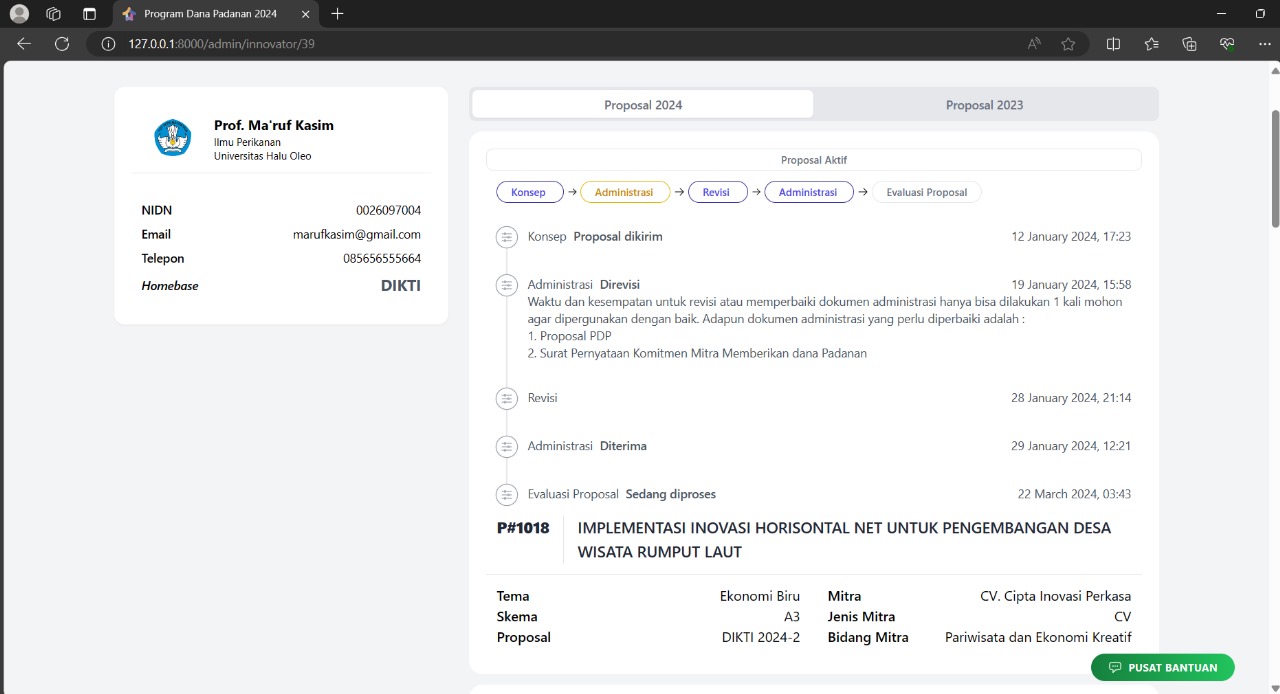 Program Dana Padanan 2024
127.0.0.1:8000/admin/innovator/39
Prof. Ma'ruf Kasim
Ilmu Perikanan
Universitas Halu Oleo
NIDN 0026097004
Email marufkasim@gmail.com
Telepon 085656555664
Homebase DIKTI
Proposal 2024 Proposal 2023
Proposal Aktif
Konsep → Administrasi → Revisi → Administrasi → Evaluasi Proposal
Konsep Proposal dikirim 12 January 2024, 17:23
Administrasi Direvisi 19 January 2024, 15:58
Waktu dan kesempatan untuk revisi atau memperbaiki dokumen administrasi hanya bisa dilakukan 1 kali mohon
agar dipergunakan dengan baik. Adapun dokumen administrasi yang perlu diperbaiki adalah :
1. Proposal PDP
2. Surat Pernyataan Komitmen Mitra Memberikan dana Padanan
Revisi 28 January 2024, 21:14
Administrasi Diterima 29 January 2024, 12:21
Evaluasi Proposal Sedang diproses 22 March 2024, 03:43
P#1018 IMPLEMENTASI INOVASI HORISONTAL NET UNTUK PENGEMBANGAN DESA
WISATA RUMPUT LAUT
Tema Ekonomi Biru Mitra CV. Cipta Inovasi Perkasa
Skema A3 Jenis Mitra CV
Proposal DIKTI 2024-2 Bidang Mitra Pariwisata dan Ekonomi Kreatif
PUSAT BANTUAN